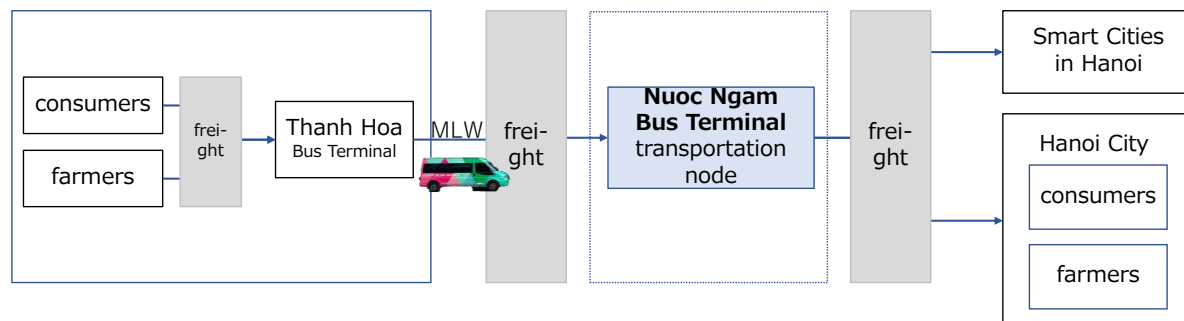 consumers
farmers
frei-
ght
Thanh Hoa
Bus Terminal
MLW
frei-
ght
Nuoc Ngam
Bus Terminal
transportation
node
frei-
ght
Smart Cities
in Hanoi
Hanoi City
consumers
farmers